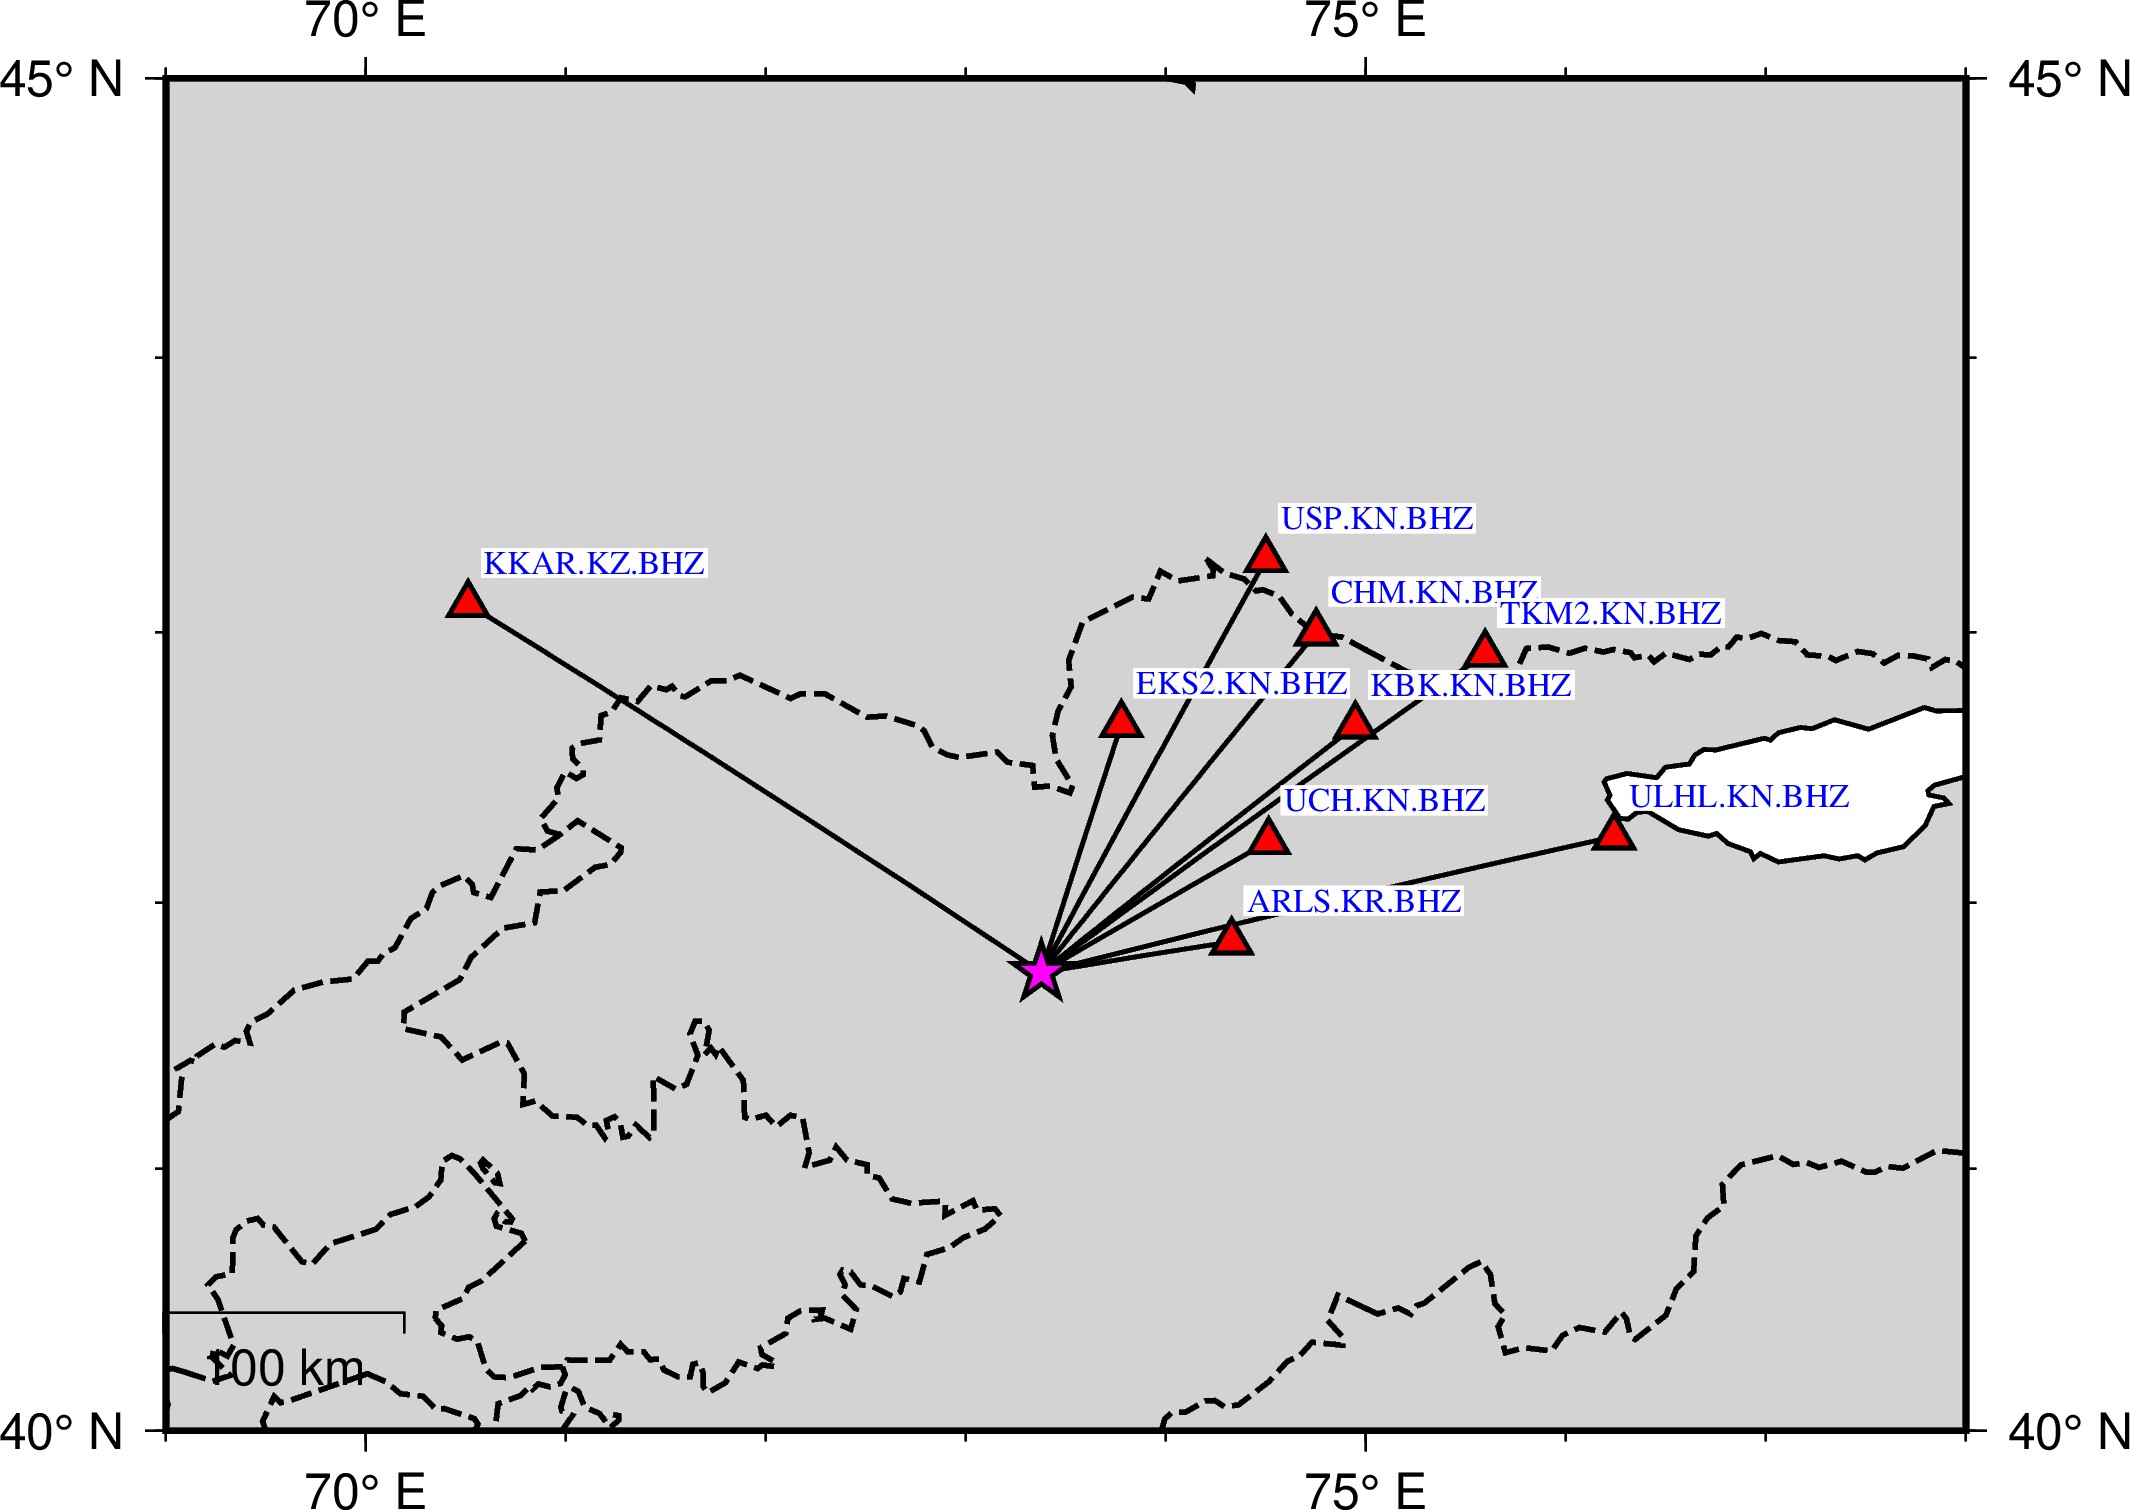 70° E 75° E
45° N 45° N
USP.KN.BHZ
KKAR.KZ.BHZ
CHM.KN.BHZ
TKM2.KN.BHZ
EKS2.KN.BHZ KBK.KN.BHZ
UCH.KN.BHZ ULHL.KN.BHZ
ARLS.KR.BHZ
100 km
40° N 40° N
70° E 75° E